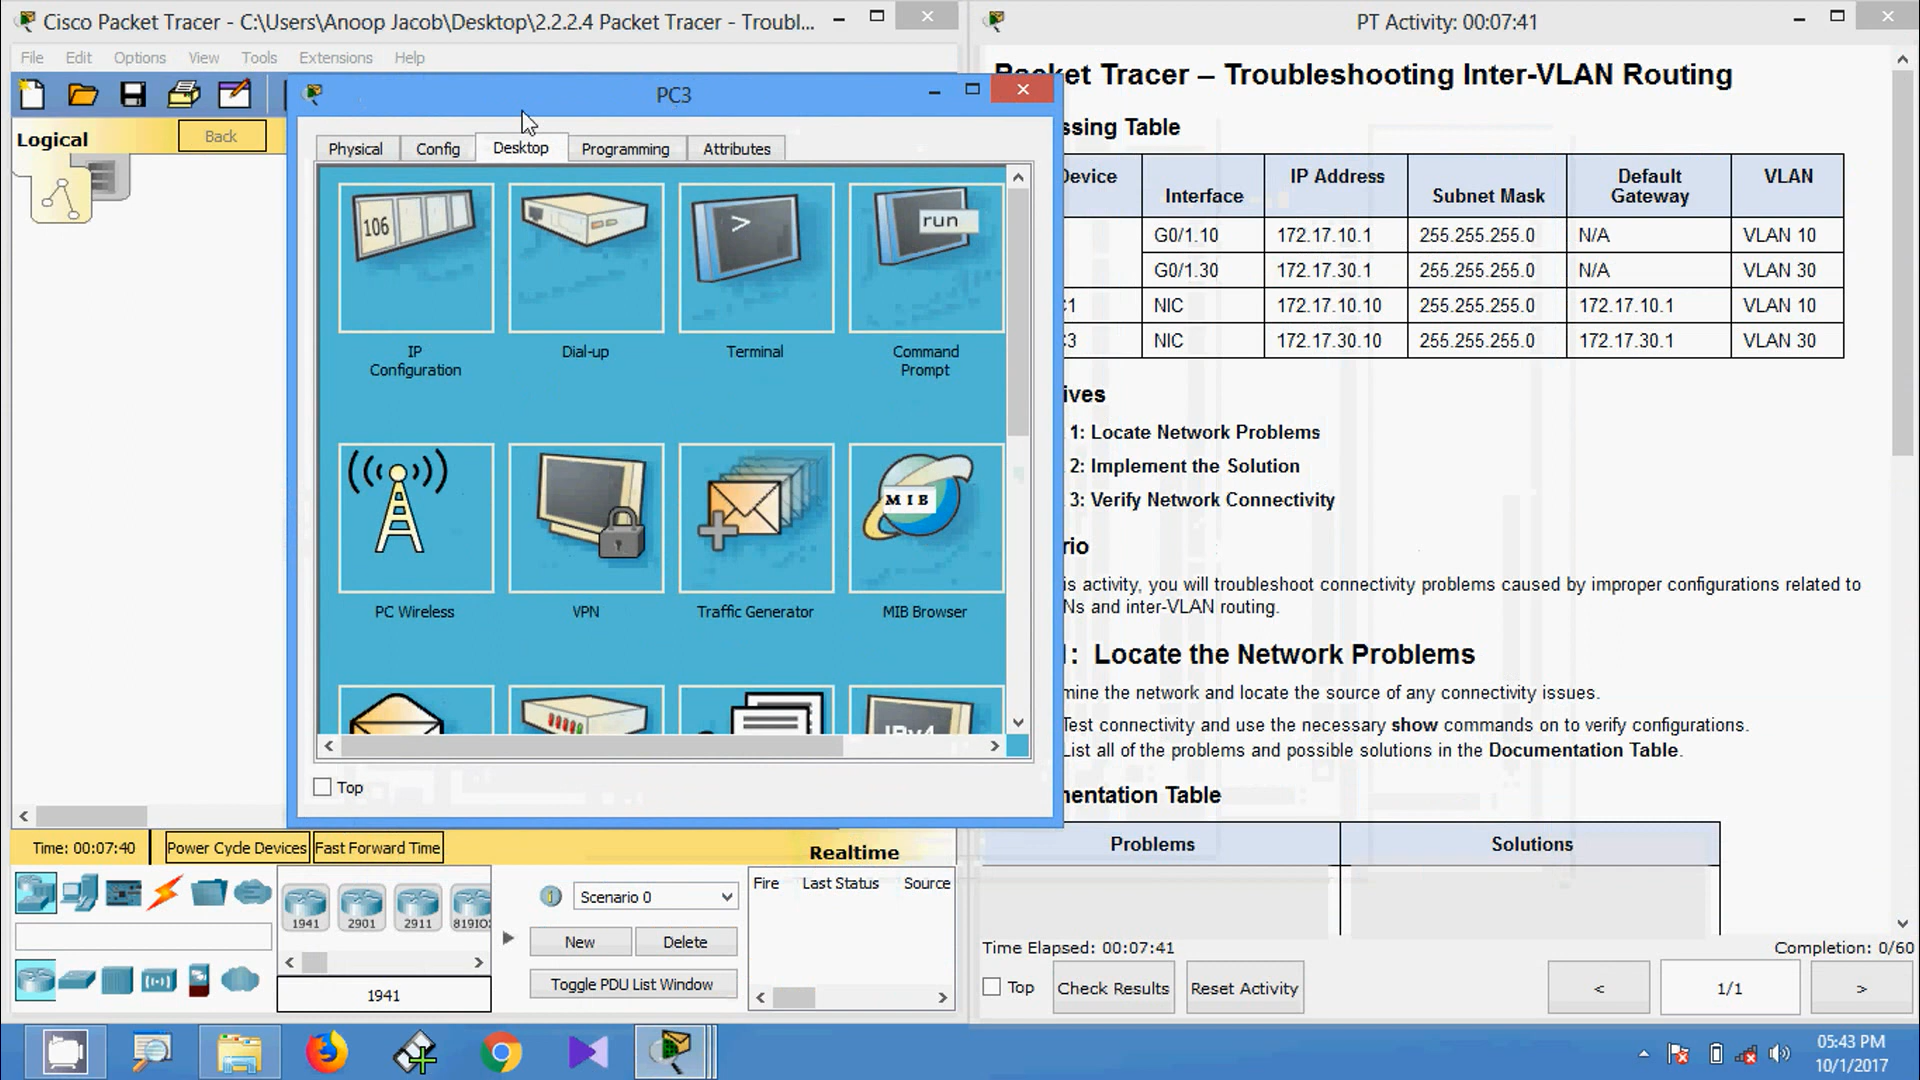 Cisco Packet Tracer - C:\Users\Anoop Jacob\Desktop\2.2.2.4 Packet Tracer - Troubl...
File Edit Options View Tools Extensions Help
Logical
Back
PC3
Physical Config Desktop Programming Attributes
106
>
run
IP Configuration
Dial-up
Terminal
Command Prompt
MIB
PC Wireless
VPN
Traffic Generator
MIB Browser
IPv4
Top
Time: 00:07:40
Power Cycle Devices Fast Forward Time
Realtime
1941 2901 2911 819IO
1941
Scenario 0
New Delete
Toggle PDU List Window
Fire Last Status Source
PT Activity: 00:07:41
Packet Tracer – Troubleshooting Inter-VLAN Routing
ssing Table
Device Interface IP Address Subnet Mask Default Gateway VLAN
G0/1.10 172.17.10.1 255.255.255.0 N/A VLAN 10
G0/1.30 172.17.30.1 255.255.255.0 N/A VLAN 30
1 NIC 172.17.10.10 255.255.255.0 172.17.10.1 VLAN 10
3 NIC 172.17.30.10 255.255.255.0 172.17.30.1 VLAN 30
ives
1: Locate Network Problems
2: Implement the Solution
3: Verify Network Connectivity
rio
is activity, you will troubleshoot connectivity problems caused by improper configurations related to
Ns and inter-VLAN routing.
: Locate the Network Problems
mine the network and locate the source of any connectivity issues.
Test connectivity and use the necessary show commands on to verify configurations.
List all of the problems and possible solutions in the Documentation Table.
mentation Table
Problems Solutions
Time Elapsed: 00:07:41 Completion: 0/60
Top Check Results Reset Activity < 1/1 >
05:43 PM
10/1/2017